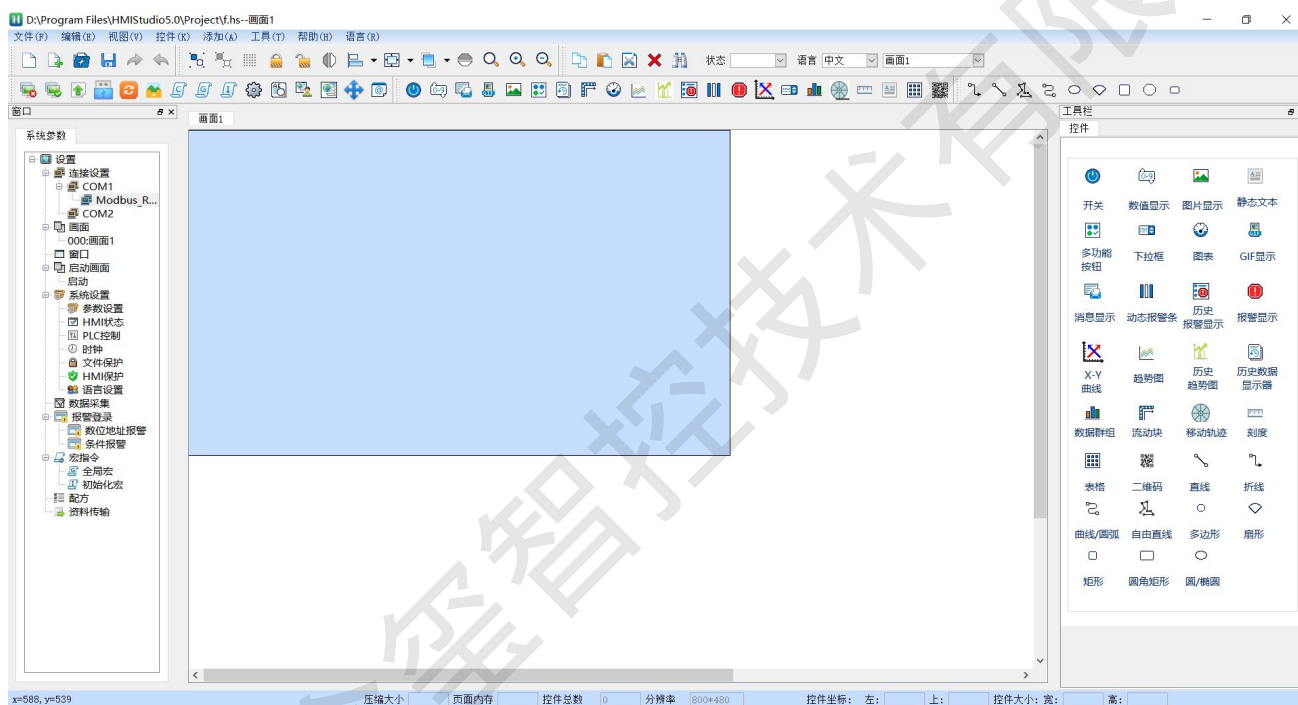 D:\Program Files\HMIStudio5.0\Project\f.hs--画面1
文件(F) 编辑(E) 视图(V) 控件(K) 添加(A) 工具(T) 帮助(H) 语言(R)
状态 语言 中文 画面1
窗口
系统参数
设置
连接设置
COM1
Modbus_R...
COM2
画面
000:画面1
窗口
启动画面
启动
系统设置
参数设置
HMI状态
PLC控制
时钟
文件保护
HMI保护
语言设置
数据采集
报警登录
数位地址报警
条件报警
宏指令
全局宏
初始化宏
配方
资料传输
画面1
工具栏
控件
开关 数值显示 图片显示 静态文本
多功能按钮 下拉框 图表 GIF显示
消息显示 动态报警条 历史报警显示 报警显示
X-Y曲线 趋势图 历史趋势图 历史数据显示器
数据群组 流动块 移动轨迹 刻度
表格 二维码 直线 折线
曲线/圆弧 自由直线 多边形 扇形
矩形 圆角矩形 圆/椭圆
x=588, y=539 压缩大小 页面内存 控件总数 0 分辨率 800*480 控件坐标: 左: 上: 控件大小: 宽: 高:
玺智控技术有限